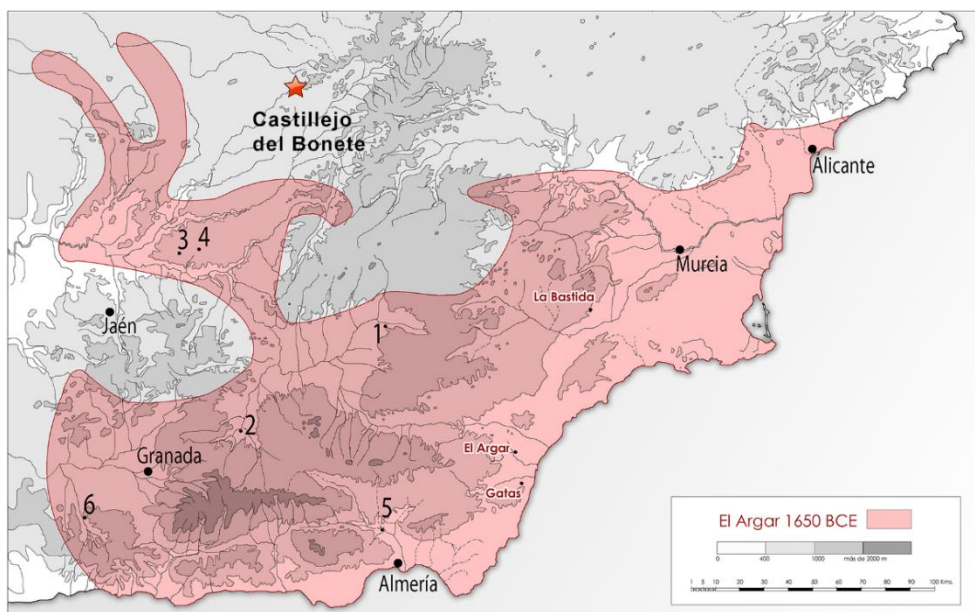 Castillejo
del Bonete
Alicante
3 4
Murcia
La Bastida
Jaén
1
2
El Argar
Granada
Gatas
6
5
Almería
El Argar 1650 BCE
0 400 1000 más de 2000 m
1 5 10 20 30 40 50 60 70 80 90 100 Kms.